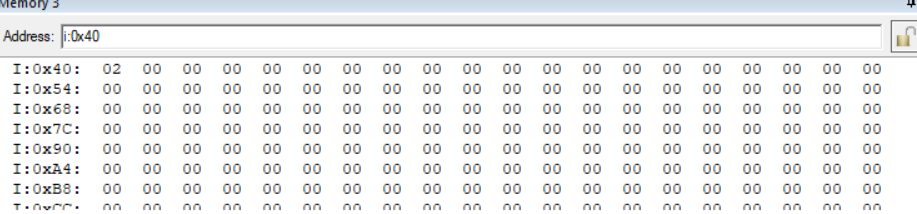 Memory 3
Address: i:0x40
I:0x40: 02 00 00 00 00 00 00 00 00 00 00 00 00 00 00 00 00 00 00 00
I:0x54: 00 00 00 00 00 00 00 00 00 00 00 00 00 00 00 00 00 00 00 00
I:0x68: 00 00 00 00 00 00 00 00 00 00 00 00 00 00 00 00 00 00 00 00
I:0x7C: 00 00 00 00 00 00 00 00 00 00 00 00 00 00 00 00 00 00 00 00
I:0x90: 00 00 00 00 00 00 00 00 00 00 00 00 00 00 00 00 00 00 00 00
I:0xA4: 00 00 00 00 00 00 00 00 00 00 00 00 00 00 00 00 00 00 00 00
I:0xB8: 00 00 00 00 00 00 00 00 00 00 00 00 00 00 00 00 00 00 00 00
I:0xCC: 00 00 00 00 00 00 00 00 00 00 00 00 00 00 00 00 00 00 00 00